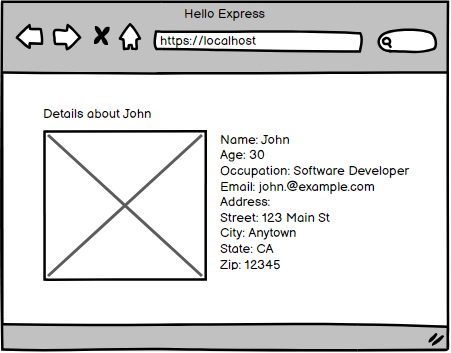 Hello Express
https://localhost
Details about John
Name: John
Age: 30
Occupation: Software Developer
Email: john.@example.com
Address:
Street: 123 Main St
City: Anytown
State: CA
Zip: 12345